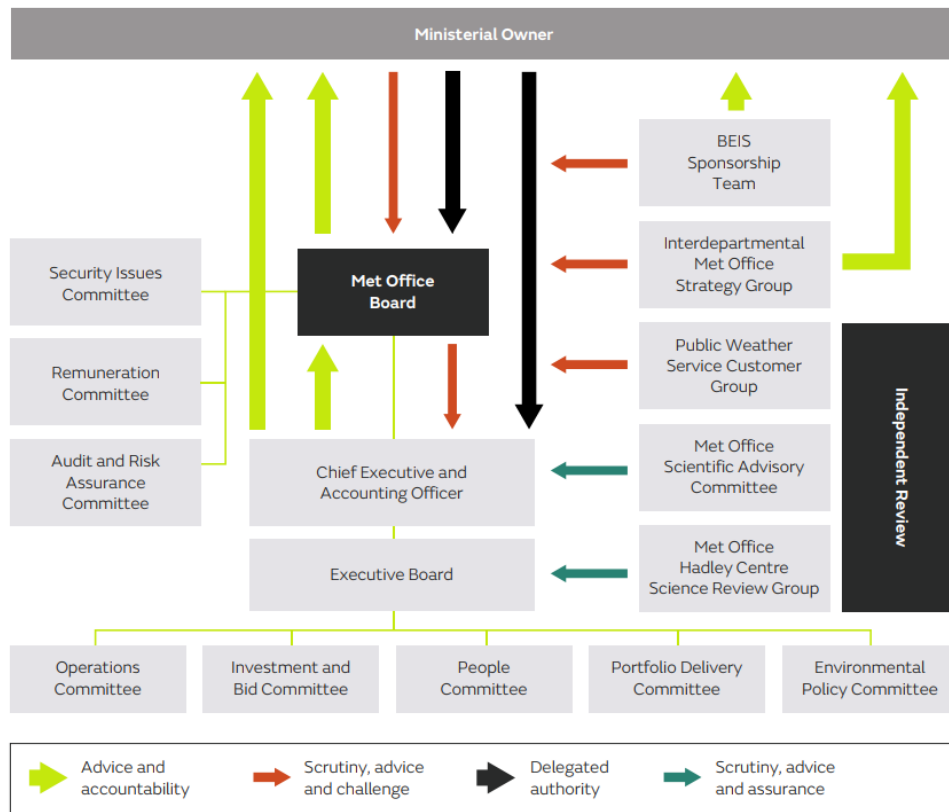 Ministerial Owner
BEIS
Sponsorship
Team
Security Issues
Committee
Met Office
Board
Interdepartmental
Met Office
Strategy Group
Remuneration
Committee
Public Weather
Service Customer
Group
Independent Review
Audit and Risk
Assurance
Committee
Chief Executive and
Accounting Officer
Met Office
Scientific Advisory
Committee
Executive Board
Met Office
Hadley Centre
Science Review Group
Operations
Committee
Investment and
Bid Committee
People
Committee
Portfolio Delivery
Committee
Environmental
Policy Committee
Advice and
accountability
Scrutiny, advice
and challenge
Delegated
authority
Scrutiny, advice
and assurance